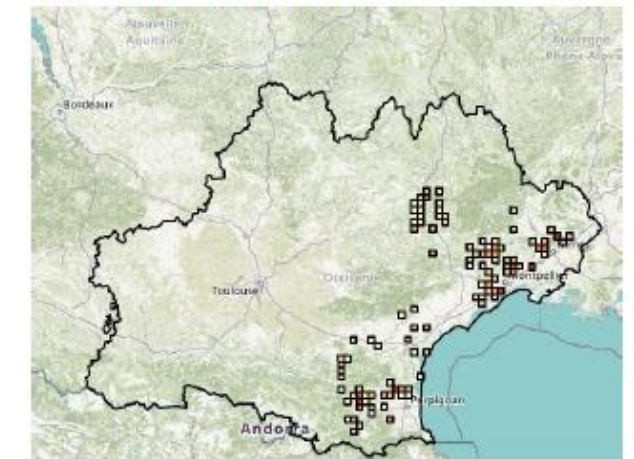 Nouvelle
Aquitaine
Auvergne
Rhône-Alpes
Bordeaux
Toulouse
Occitanie
Montpellier
Perpignan
Andorra